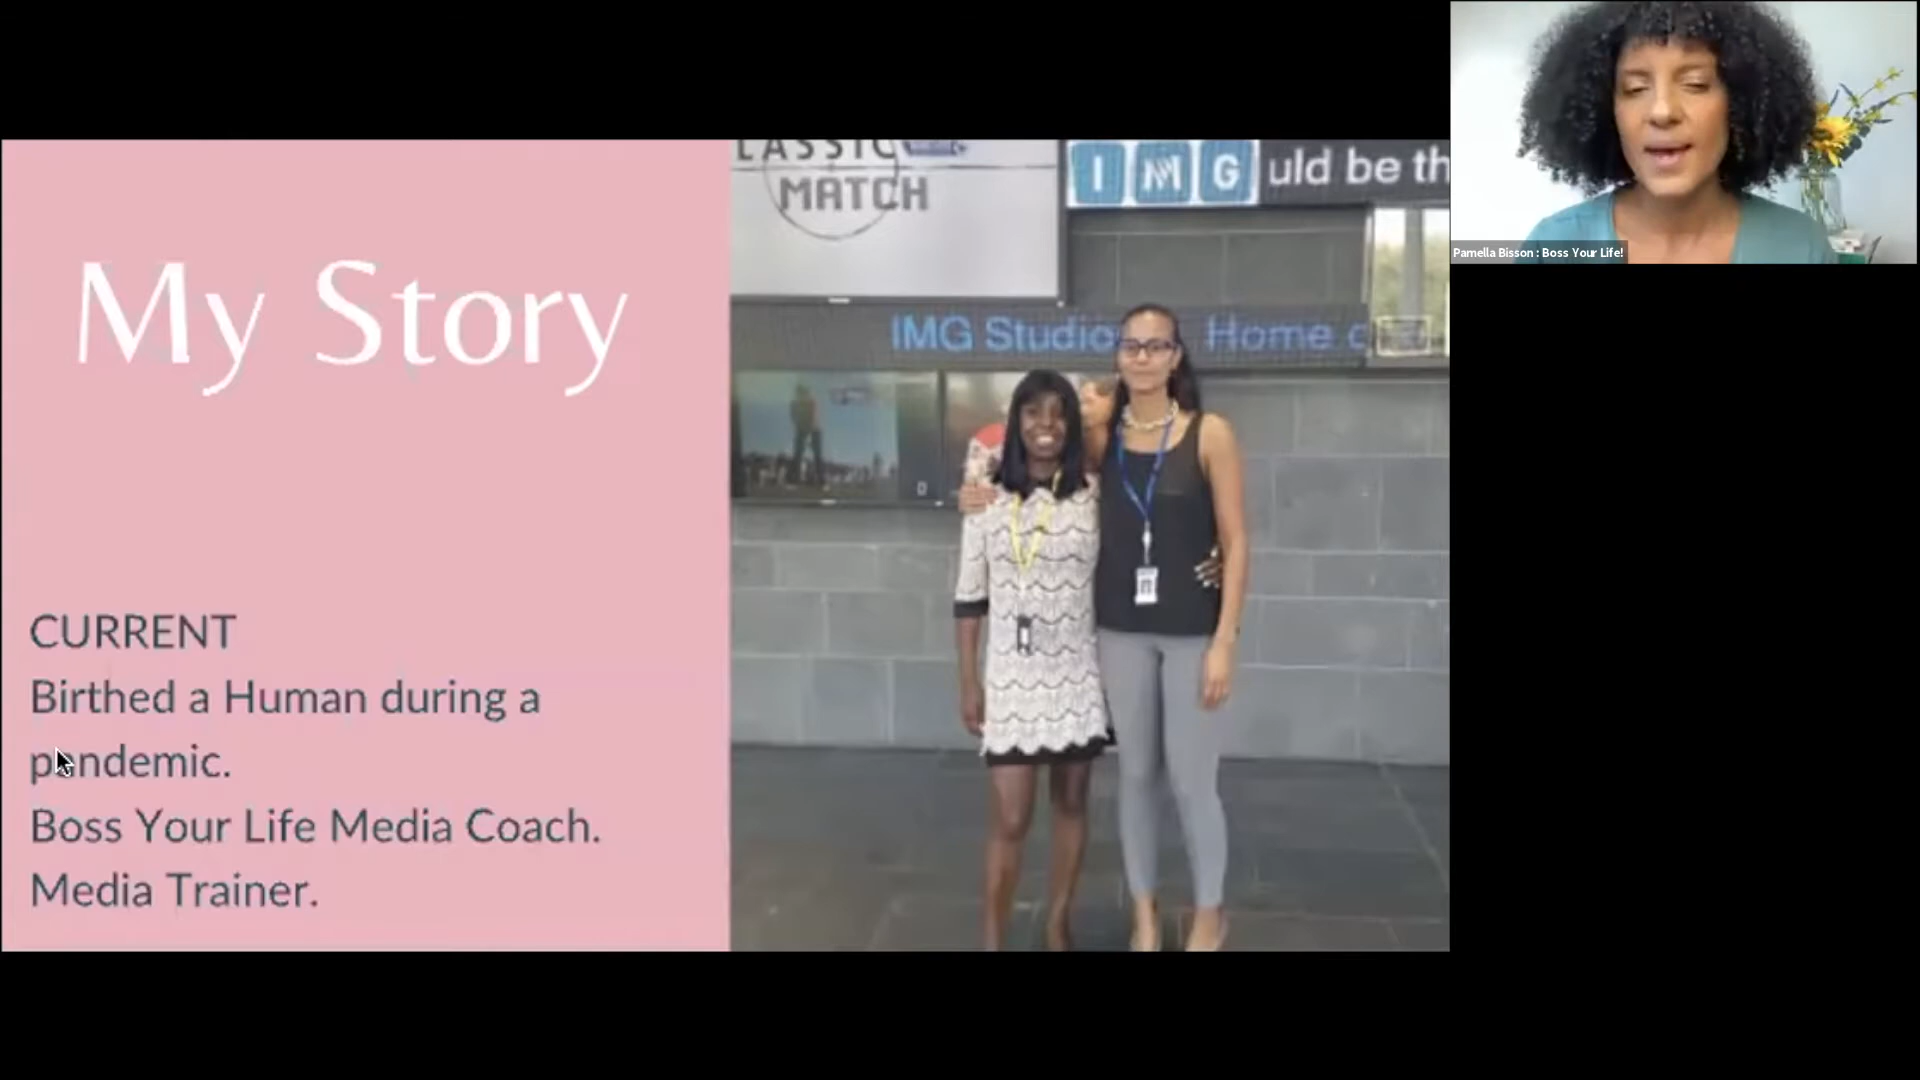 My Story
CURRENT
Birthed a Human during a
pandemic.
Boss Your Life Media Coach.
Media Trainer.
MATCH
IMG uld be th
IMG Home
Pamella Bisson : Boss Your Life!